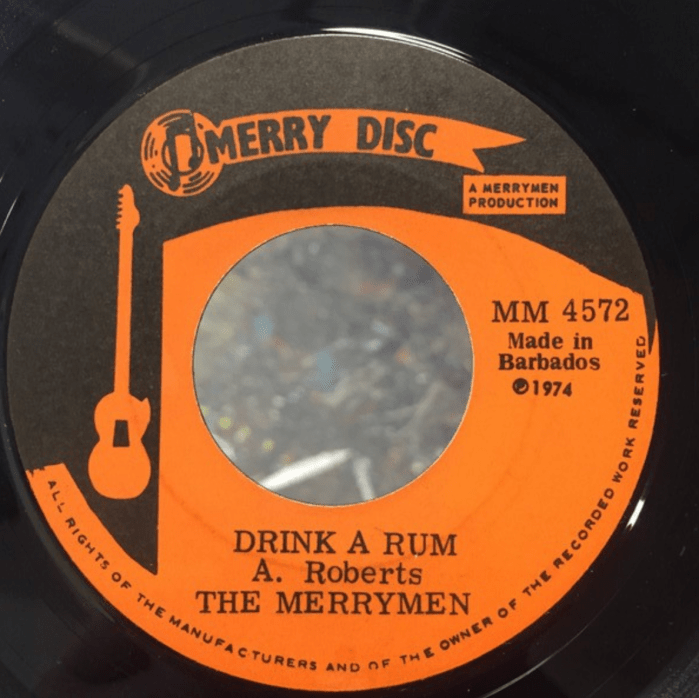 MERRY DISC
A MERRYMEN
PRODUCTION
MM 4572
Made in
Barbados
℗1974
DRINK A RUM
A. Roberts
THE MERRYMEN
ALL RIGHTS OF THE MANUFACTURERS AND OF THE OWNER OF THE RECORDED WORK RESERVED